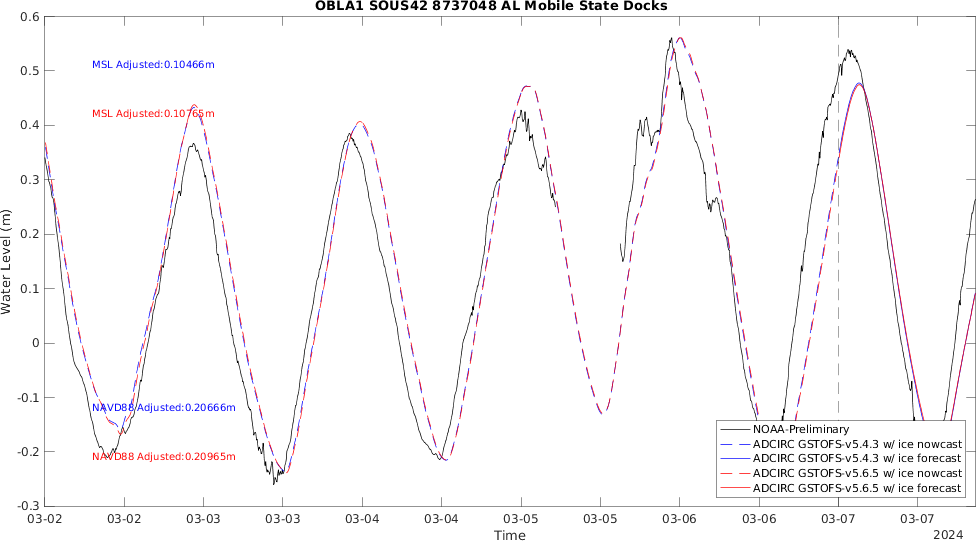 OBLA1 SOUS42 8737048 AL Mobile State Docks
0.6
0.5
0.4
0.3
0.2
0.1
0
-0.1
-0.2
-0.3
Water Level (m)
MSL Adjusted:0.10466m
MSL Adjusted:0.10765m
NAVD88 Adjusted:0.20666m
NAVD88 Adjusted:0.20965m
NOAA-Preliminary
ADCIRC GSTOFS-v5.4.3 w/ ice nowcast
ADCIRC GSTOFS-v5.4.3 w/ ice forecast
ADCIRC GSTOFS-v5.6.5 w/ ice nowcast
ADCIRC GSTOFS-v5.6.5 w/ ice forecast
03-02 03-02 03-03 03-03 03-04 03-04 03-05 03-05 03-06 03-06 03-07 03-07
Time
2024